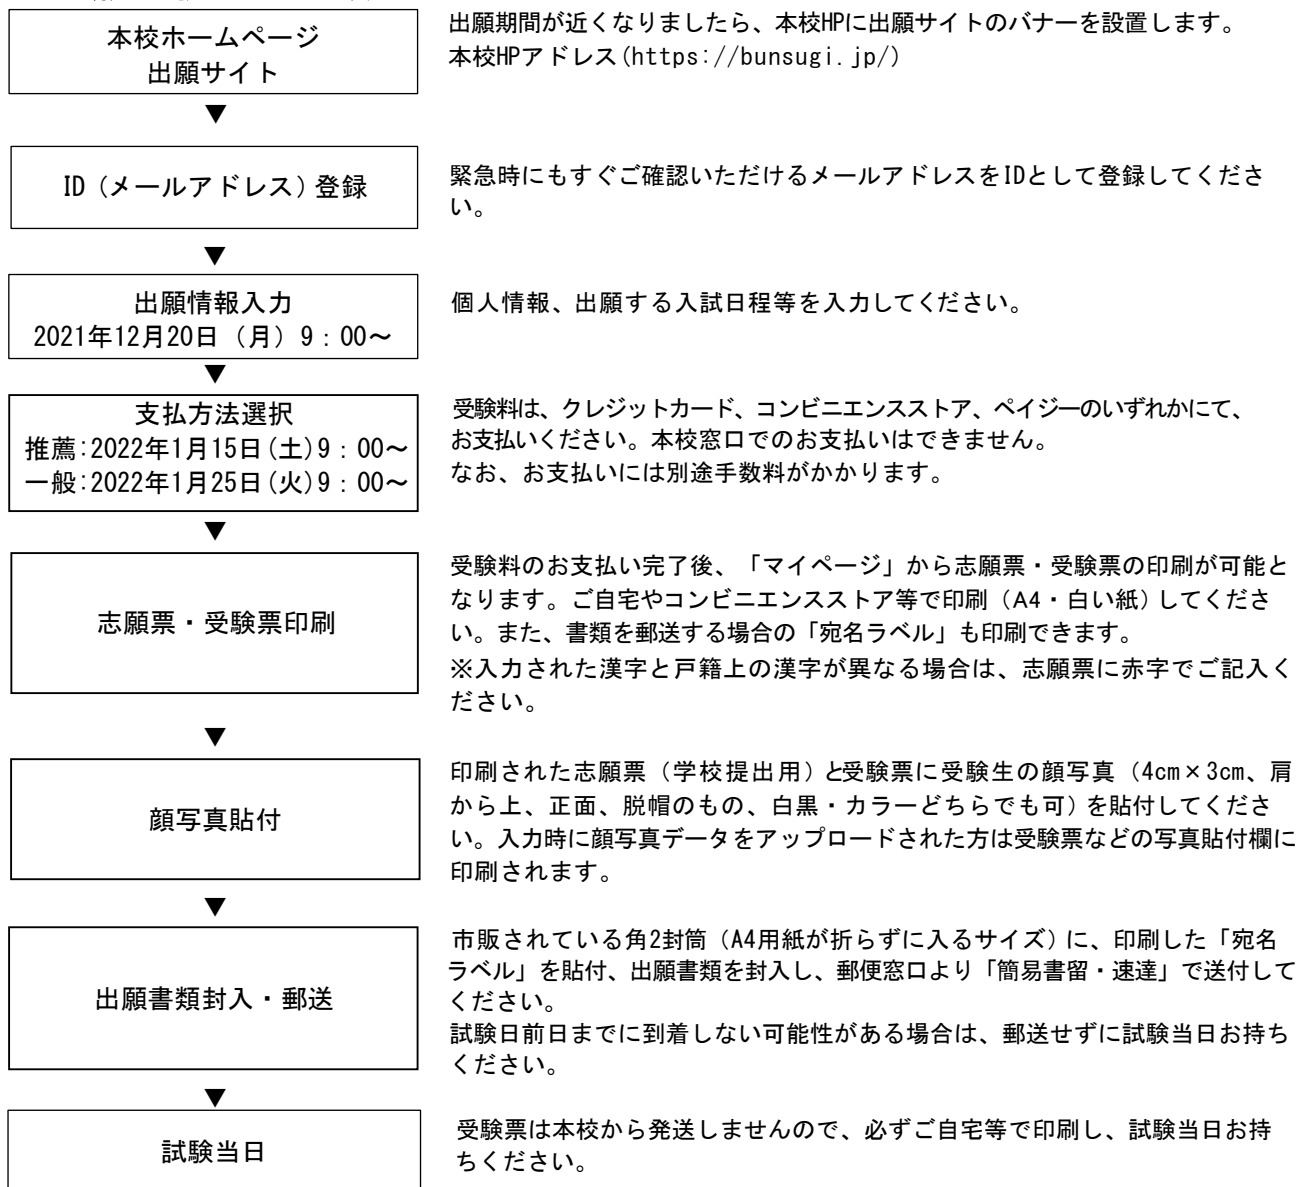 本校ホームページ
出願サイト
出願期間が近くなりましたら、本校HPに出願サイトのバナーを設置します。
本校HPアドレス(https://bunsugi.jp/)
▼
ID(メールアドレス)登録
緊急時にもすぐご確認いただけるメールアドレスをIDとして登録してくださ
い。
▼
出願情報入力
2021年12月20日(月)9:00～
個人情報、出願する入試日程等を入力してください。
▼
支払方法選択
推薦:2022年1月15日(土)9:00～
一般:2022年1月25日(火)9:00～
受験料は、クレジットカード、コンビニエンスストア、ペイジーのいずれかにて、
お支払いください。本校窓口でのお支払いはできません。
なお、お支払いには別途手数料がかかります。
▼
志願票・受験票印刷
受験料のお支払い完了後、「マイページ」から志願票・受験票の印刷が可能と
なります。ご自宅やコンビニエンスストア等で印刷(A4・白い紙)してくださ
い。また、書類を郵送する場合の「宛名ラベル」も印刷できます。
※入力された漢字と戸籍上の漢字が異なる場合は、志願票に赤字でご記入く
ださい。
▼
顔写真貼付
印刷された志願票(学校提出用)と受験票に受験生の顔写真(4cm×3cm、肩
から上、正面、脱帽のもの、白黒・カラーどちらでも可)を貼付してくださ
い。入力時に顔写真データをアップロードされた方は受験票などの写真貼付欄に
印刷されます。
▼
出願書類封入・郵送
市販されている角2封筒(A4用紙が折らずに入るサイズ)に、印刷した「宛名
ラベル」を貼付、出願書類を封入し、郵便窓口より「簡易書留・速達」で送付して
ください。
試験日前日までに到着しない可能性がある場合は、郵送せずに試験当日お持ち
ください。
▼
試験当日
受験票は本校から発送しませんので、必ずご自宅等で印刷し、試験当日お持
ちください。